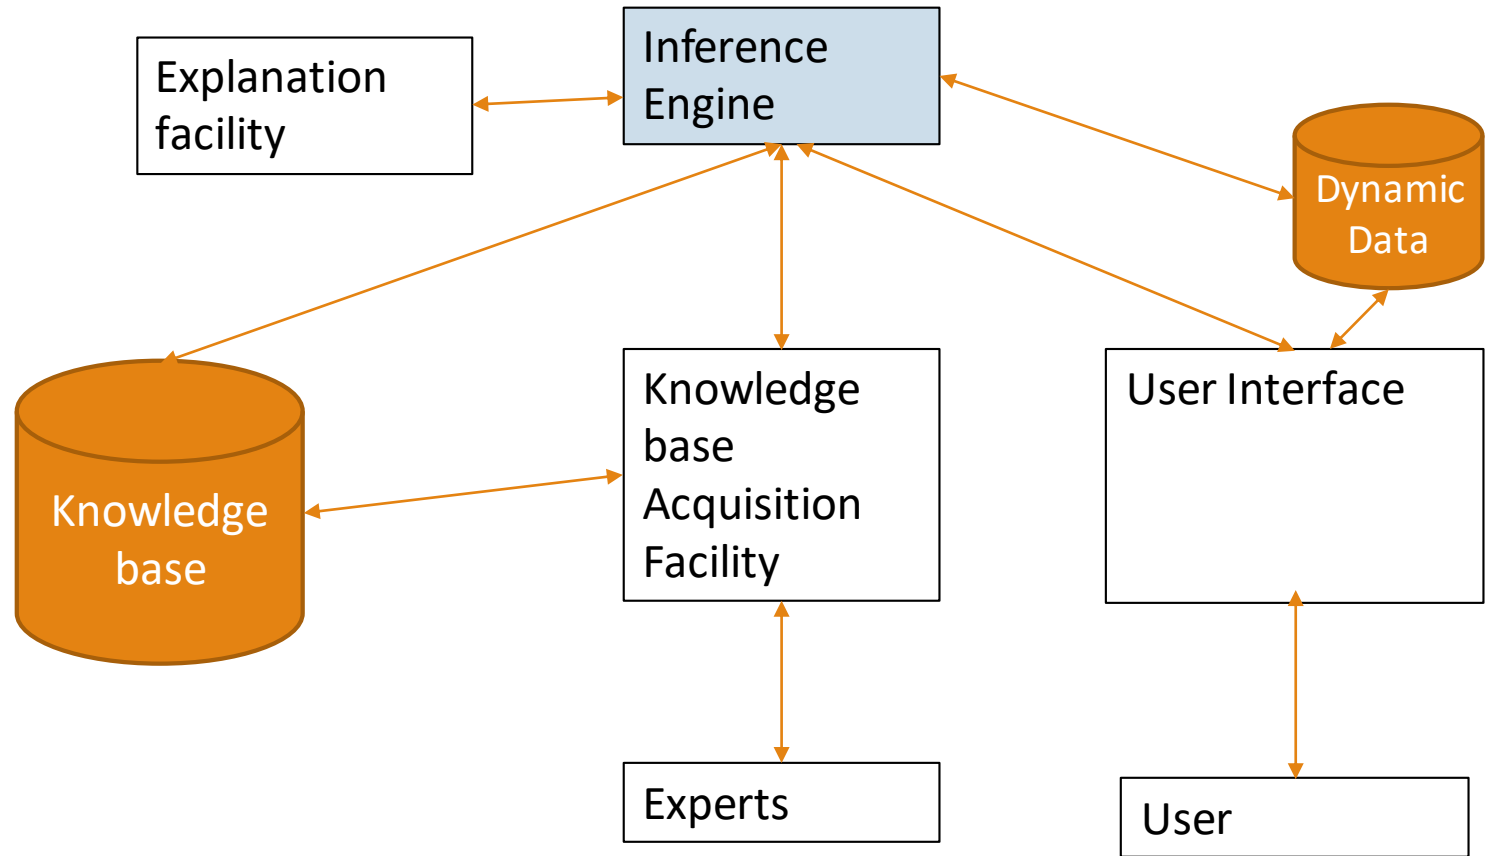 Explanation
facility
Inference
Engine
Dynamic
Data
Knowledge
base
Knowledge
base
Acquisition
Facility
User Interface
Experts
User